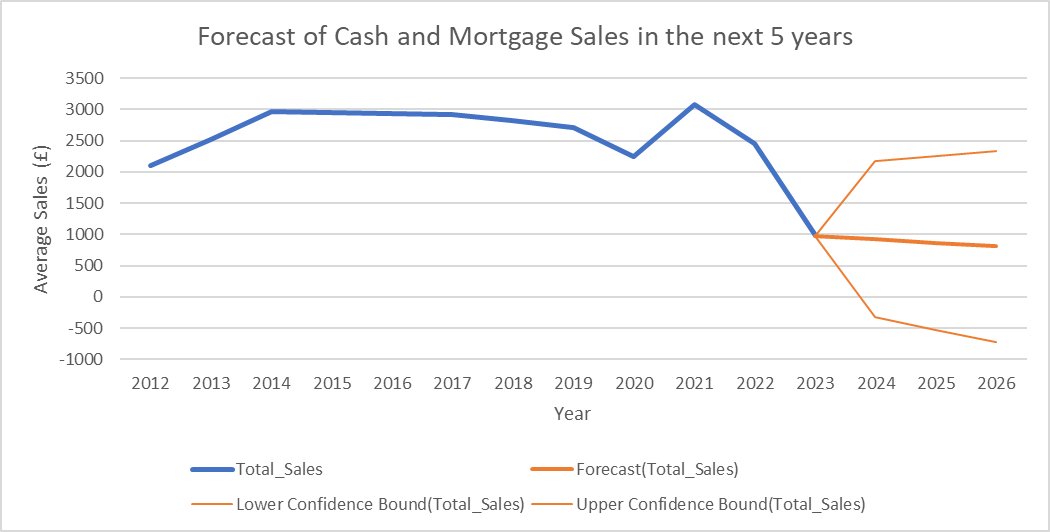 Forecast of Cash and Mortgage Sales in the next 5 years
Average Sales (£)
3500
3000
2500
2000
1500
1000
500
0
-500
-1000
2012 2013 2014 2015 2016 2017 2018 2019 2020 2021 2022 2023 2024 2025 2026
Year
Total_Sales Forecast(Total_Sales)
Lower Confidence Bound(Total_Sales) Upper Confidence Bound(Total_Sales)